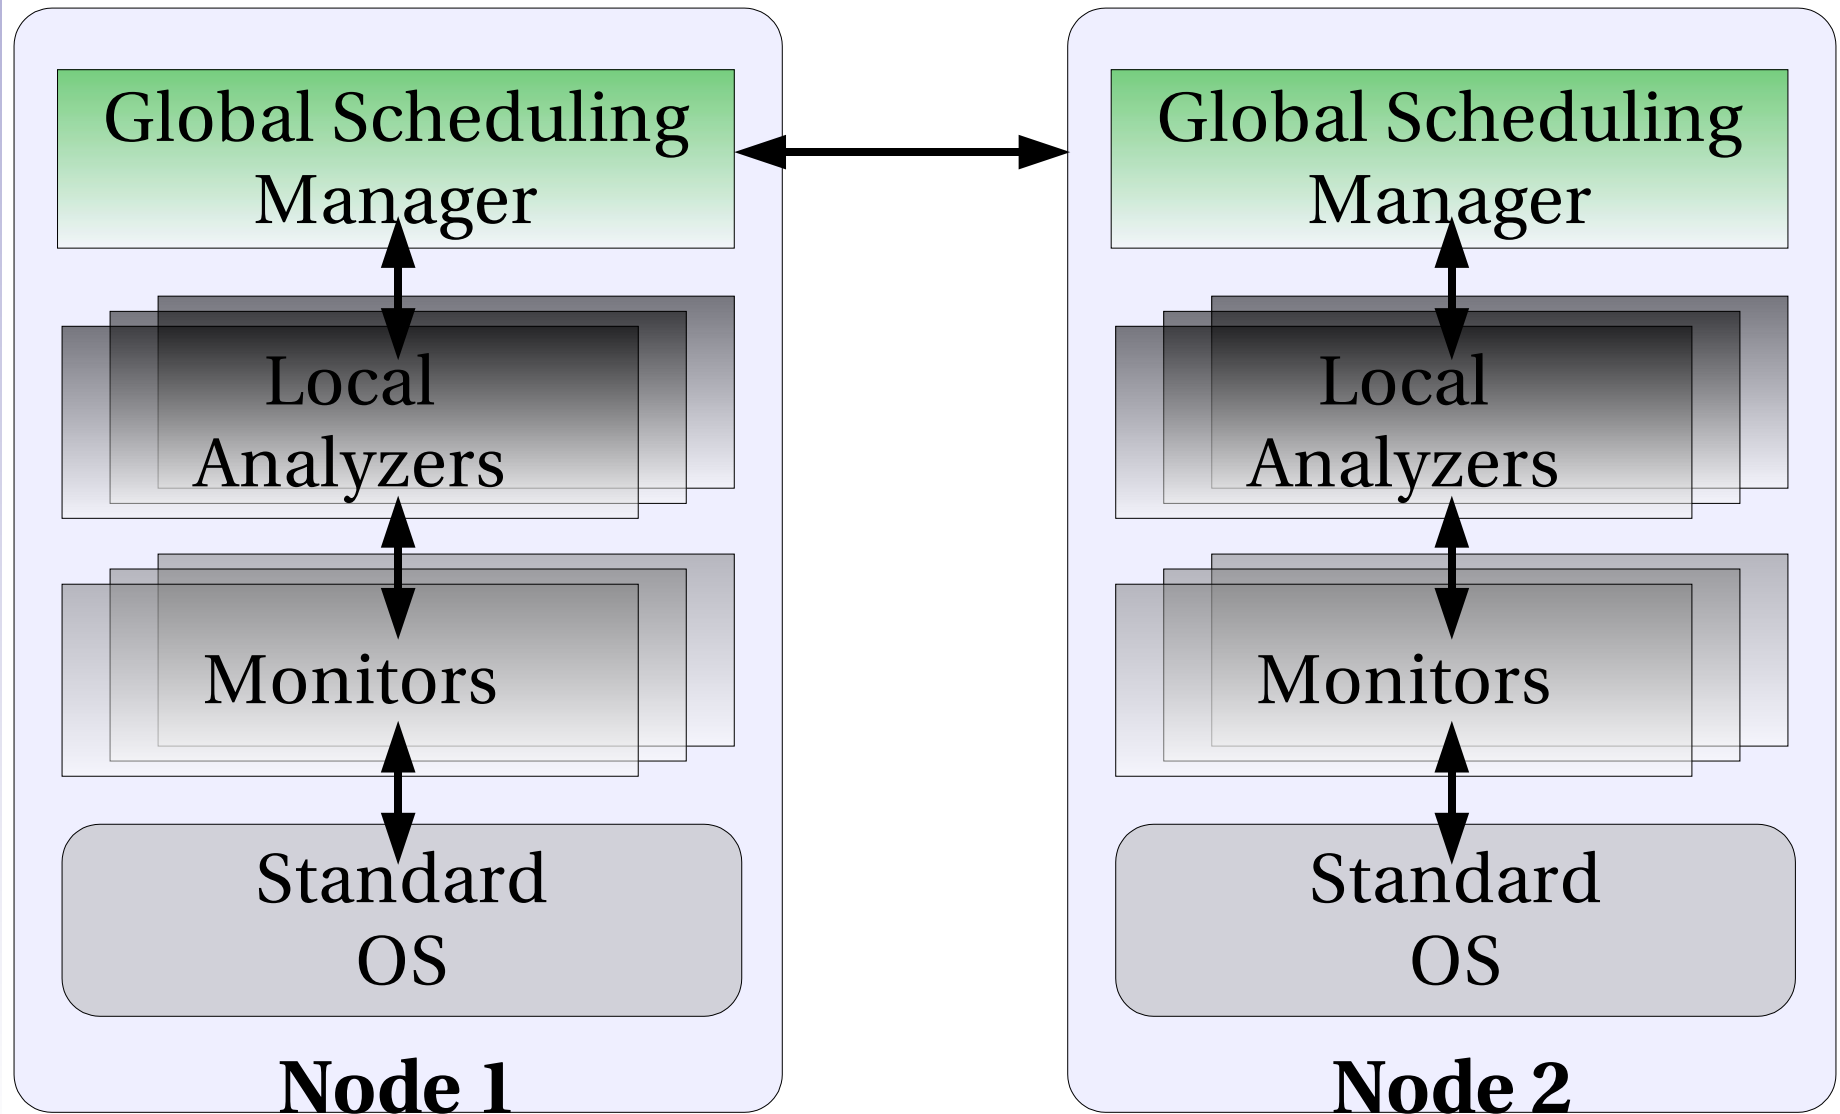 Global Scheduling
Manager
Local
Analyzers
Monitors
Standard
OS
Node 1
Global Scheduling
Manager
Local
Analyzers
Monitors
Standard
OS
Node 2